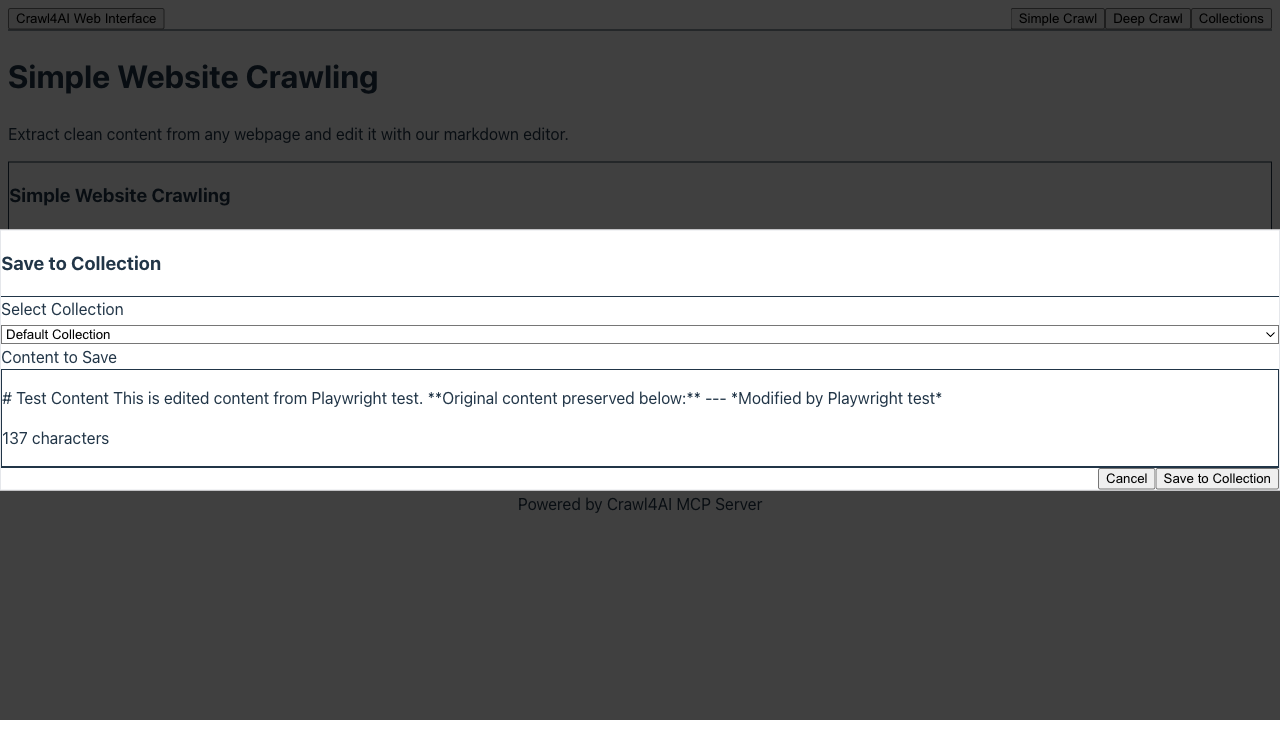 Crawl4AI Web Interface
Simple Crawl Deep Crawl Collections
Simple Website Crawling
Extract clean content from any webpage and edit it with our markdown editor.
Simple Website Crawling
Save to Collection
Select Collection
Default Collection
Content to Save
# Test Content This is edited content from Playwright test. **Original content preserved below:** --- *Modified by Playwright test*
137 characters
Cancel Save to Collection
Powered by Crawl4AI MCP Server